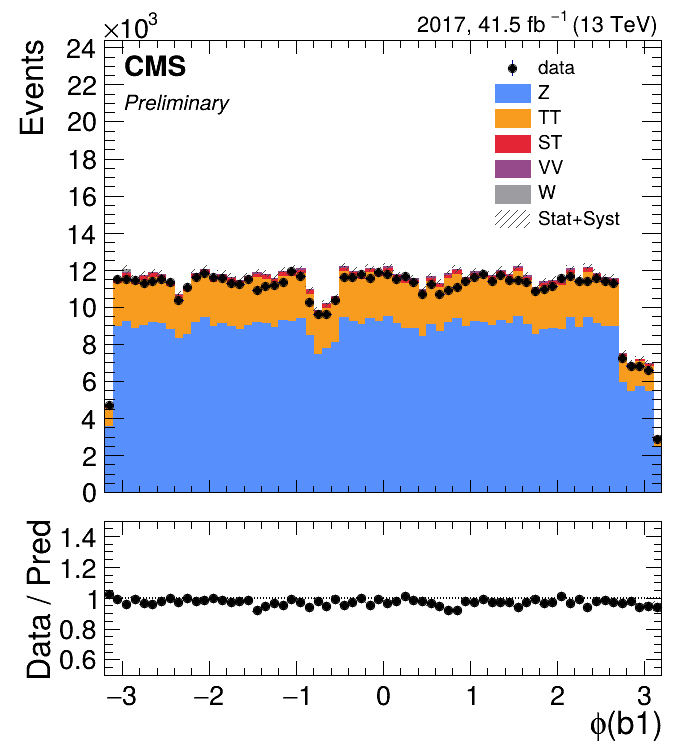 ×10³
2017, 41.5 fb⁻¹ (13 TeV)
CMS
Preliminary
Events
24
22
20
18
16
14
12
10
8
6
4
2
0
data
Z
TT
ST
VV
W
Stat+Syst
Data / Pred
1.4
1.2
1
0.8
0.6
−3 −2 −1 0 1 2 3
ϕ(b1)